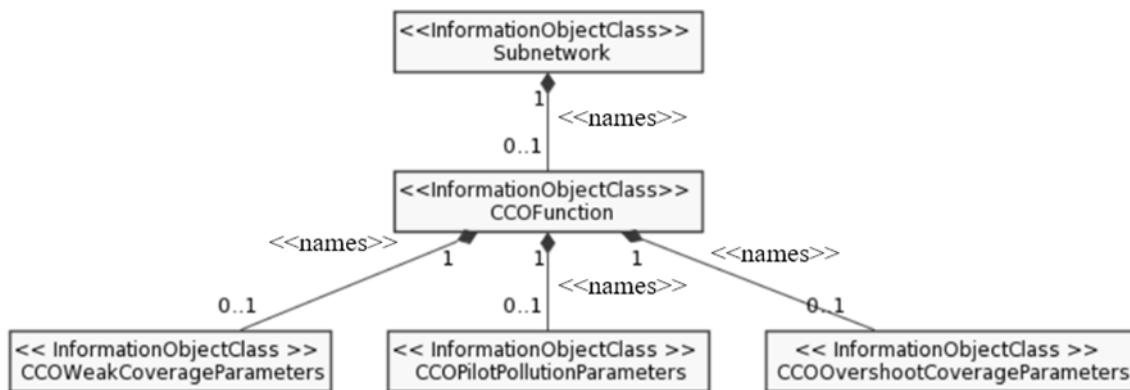 <<InformationObjectClass>>
Subnetwork
1
<<names>>
0..1
<<InformationObjectClass>>
CCOFunction
<<names>>
1
1
1
<<names>>
<<names>>
0..1
0..1
0..1
<< InformationObjectClass >>
CCOWeakCoverageParameters
<< InformationObjectClass >>
CCOPilotPollutionParameters
<< InformationObjectClass >>
CCOOvershootCoverageParameters